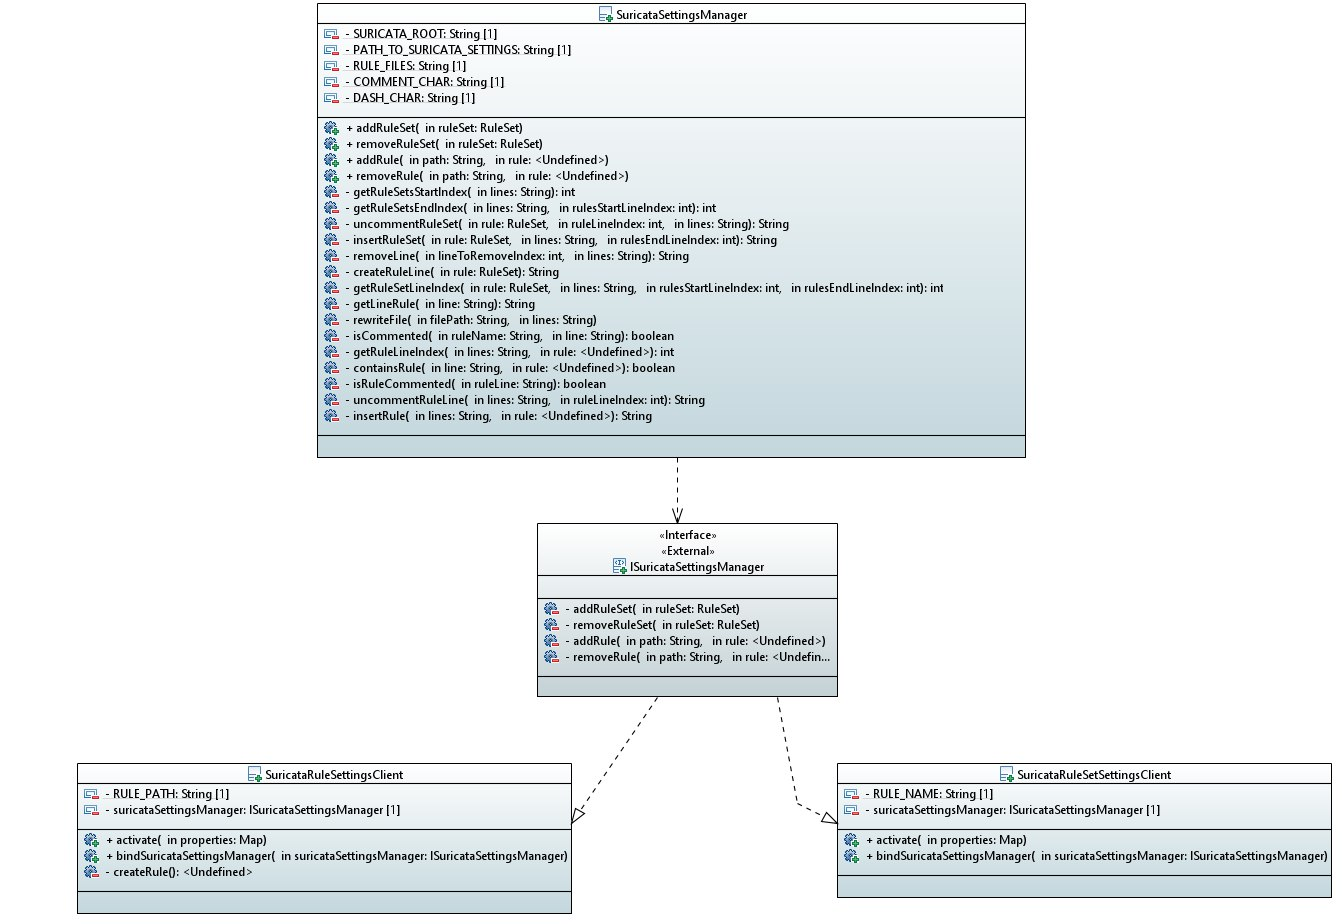 SuricataSettingsManager
- SURICATA_ROOT: String [1]
- PATH_TO_SURICATA_SETTINGS: String [1]
- RULE_FILES: String [1]
- COMMENT_CHAR: String [1]
- DASH_CHAR: String [1]
+ addRuleSet( in ruleSet: RuleSet)
+ removeRuleSet( in ruleSet: RuleSet)
+ addRule( in path: String, in rule: <Undefined>)
+ removeRule( in path: String, in rule: <Undefined>)
- getRuleSetsStartIndex( in lines: String): int
- getRuleSetsEndIndex( in lines: String, in rulesStartLineIndex: int): int
- uncommentRuleSet( in rule: RuleSet, in ruleLineIndex: int, in lines: String): String
- insertRuleSet( in rule: RuleSet, in lines: String, in rulesEndLineIndex: int): String
- removeLine( in lineToRemoveIndex: int, in lines: String): String
- createRuleLine( in rule: RuleSet): String
- getRuleSetLineIndex( in rule: RuleSet, in lines: String, in rulesStartLineIndex: int, in rulesEndLineIndex: int): int
- getLineRule( in line: String): String
- rewriteFile( in filePath: String, in lines: String)
- isCommented( in ruleName: String, in line: String): boolean
- getRuleLineIndex( in lines: String, in rule: <Undefined>): int
- containsRule( in line: String, in rule: <Undefined>): boolean
- isRuleCommented( in ruleLine: String): boolean
- uncommentRuleLine( in lines: String, in ruleLineIndex: int): String
- insertRule( in lines: String, in rule: <Undefined>): String
«Interface»
«External»
ISuricataSettingsManager
- addRuleSet( in ruleSet: RuleSet)
- removeRuleSet( in ruleSet: RuleSet)
- addRule( in path: String, in rule: <Undefined>)
- removeRule( in path: String, in rule: <Undefin...
SuricataRuleSettingsClient
- RULE_PATH: String [1]
- suricataSettingsManager: ISuricataSettingsManager [1]
+ activate( in properties: Map)
+ bindSuricataSettingsManager( in suricataSettingsManager: ISuricataSettingsManager)
- createRule(): <Undefined>
SuricataRuleSetSettingsClient
- RULE_NAME: String [1]
- suricataSettingsManager: ISuricataSettingsManager [1]
+ activate( in properties: Map)
+ bindSuricataSettingsManager( in suricataSettingsManager: ISuricataSettingsManager)